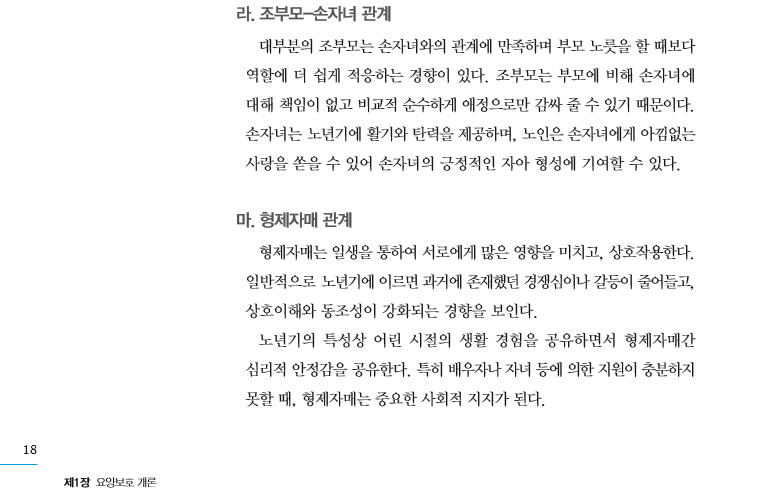 라. 조부모-손자녀 관계
대부분의 조부모는 손자녀와의 관계에 만족하며 부모 노릇을 할 때보다
역할에 더 쉽게 적응하는 경향이 있다. 조부모는 부모에 비해 손자녀에
대해 책임이 없고 비교적 순수하게 애정으로만 감싸 줄 수 있기 때문이다.
손자녀는 노년기에 활기와 탄력을 제공하며, 노인은 손자녀에게 아낌없는
사랑을 쏟을 수 있어 손자녀의 긍정적인 자아 형성에 기여할 수 있다.
마. 형제자매 관계
형제자매는 일생을 통하여 서로에게 많은 영향을 미치고, 상호작용한다.
일반적으로 노년기에 이르면 과거에 존재했던 경쟁심이나 갈등이 줄어들고,
상호이해와 동조성이 강화되는 경향을 보인다.
노년기의 특성상 어린 시절의 생활 경험을 공유하면서 형제자매간
심리적 안정감을 공유한다. 특히 배우자나 자녀 등에 의한 지원이 충분하지
못할 때, 형제자매는 중요한 사회적 지지가 된다.
18
제1장 요양보호 개론